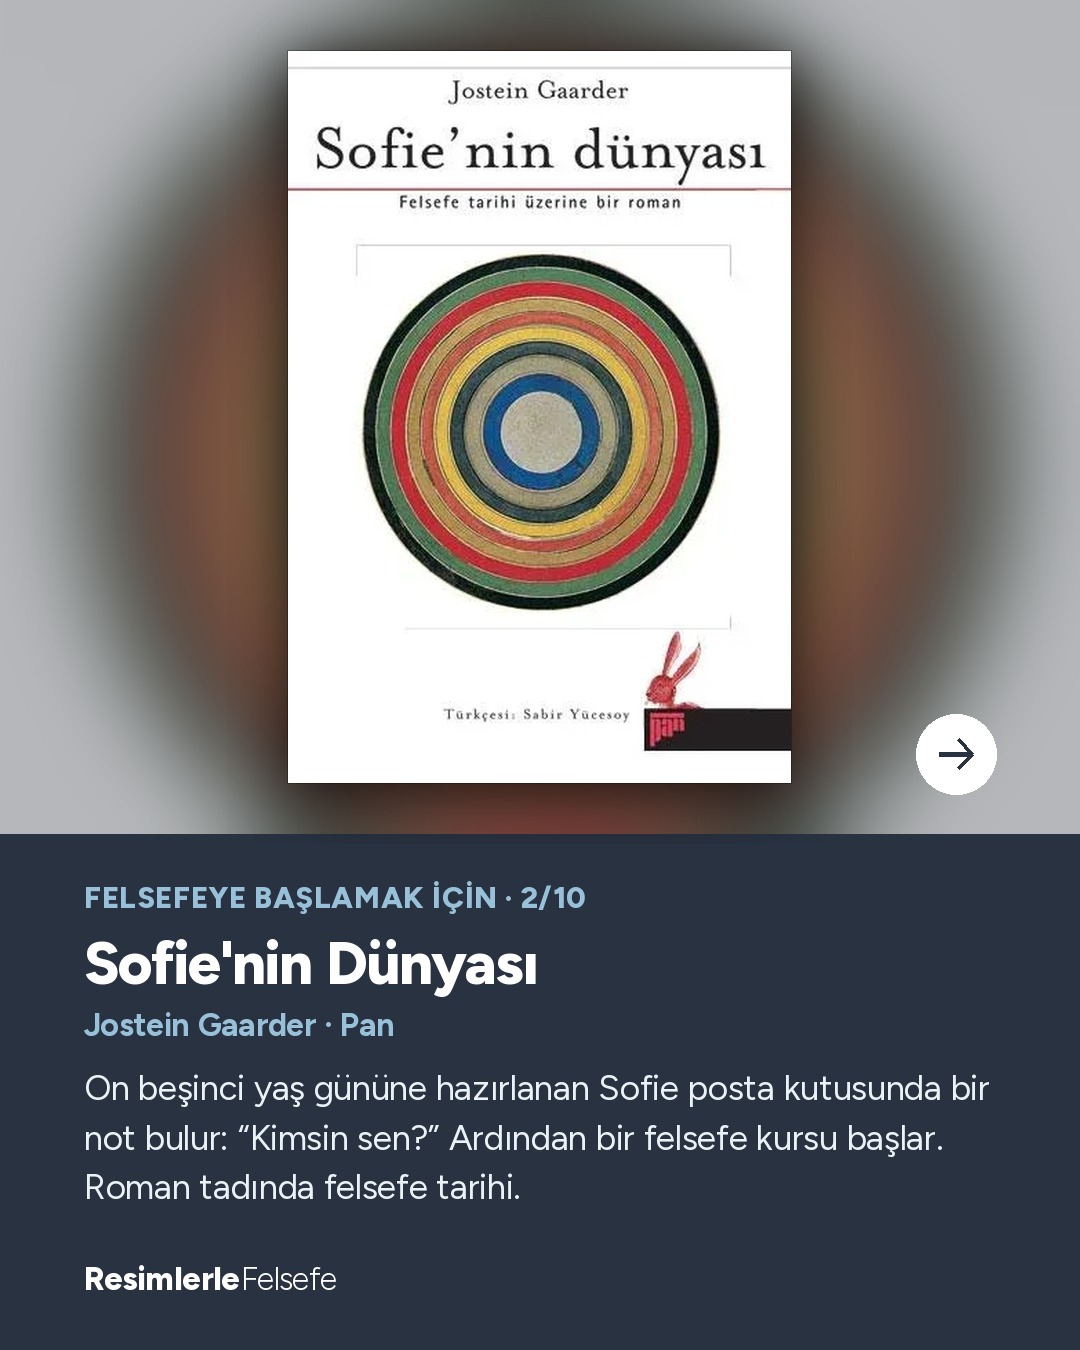 Jostein Gaarder
Sofie’nin dünyası
Felsefe tarihi üzerine bir roman
Türkçesi: Sabir Yücesoy
pan
FELSEFEYE BAŞLAMAK İÇİN · 2/10
Sofie'nin Dünyası
Jostein Gaarder · Pan
On beşinci yaş gününe hazırlanan Sofie posta kutusunda bir
not bulur: “Kimsin sen?” Ardından bir felsefe kursu başlar.
Roman tadında felsefe tarihi.
ResimlerleFelsefe